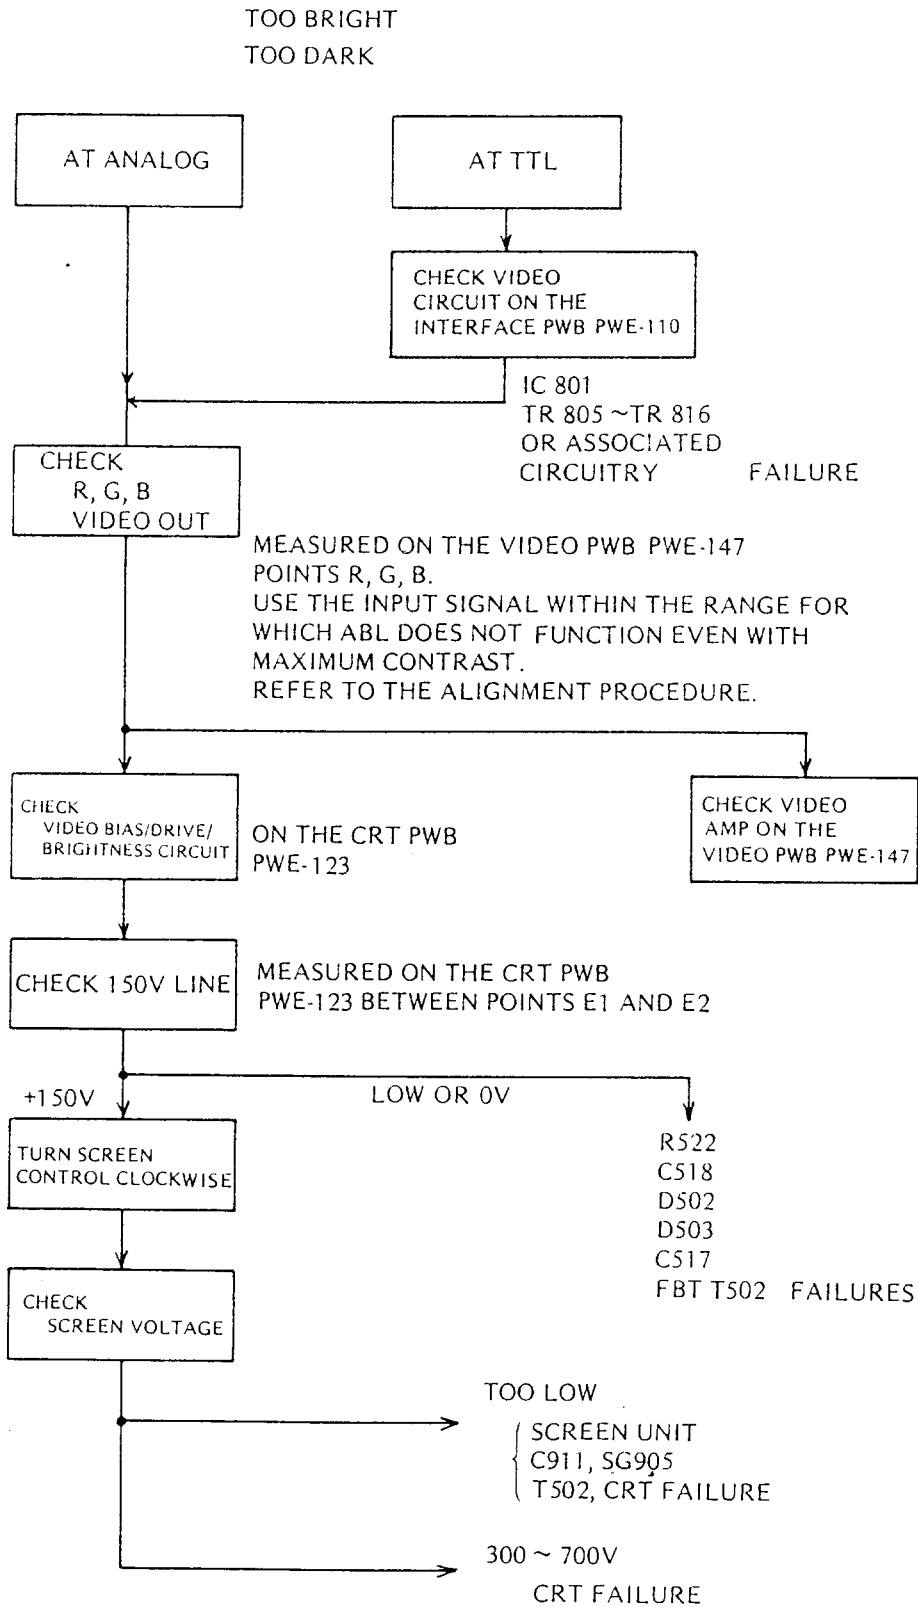 TOO BRIGHT
TOO DARK
AT ANALOG
AT TTL
CHECK VIDEO
CIRCUIT ON THE
INTERFACE PWB PWE-110
IC 801
TR 805 ~TR 816
OR ASSOCIATED
CIRCUITRY FAILURE
CHECK
R, G, B
VIDEO OUT
MEASURED ON THE VIDEO PWB PWE-147
POINTS R, G, B.
USE THE INPUT SIGNAL WITHIN THE RANGE FOR
WHICH ABL DOES NOT FUNCTION EVEN WITH
MAXIMUM CONTRAST.
REFER TO THE ALIGNMENT PROCEDURE.
CHECK
VIDEO BIAS/DRIVE/
BRIGHTNESS CIRCUIT
ON THE CRT PWB
PWE-123
CHECK VIDEO
AMP ON THE
VIDEO PWB PWE-147
CHECK 150V LINE
MEASURED ON THE CRT PWB
PWE-123 BETWEEN POINTS E1 AND E2
+150V
LOW OR 0V
TURN SCREEN
CONTROL CLOCKWISE
R522
C518
D502
D503
C517
FBT T502 FAILURES
CHECK
SCREEN VOLTAGE
TOO LOW
SCREEN UNIT
C911, SG905
T502, CRT FAILURE
300 ~ 700V
CRT FAILURE